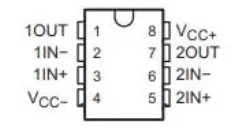 1OUT 1 8 VCC+
1IN− 2 7 2OUT
1IN+ 3 6 2IN−
VCC− 4 5 2IN+